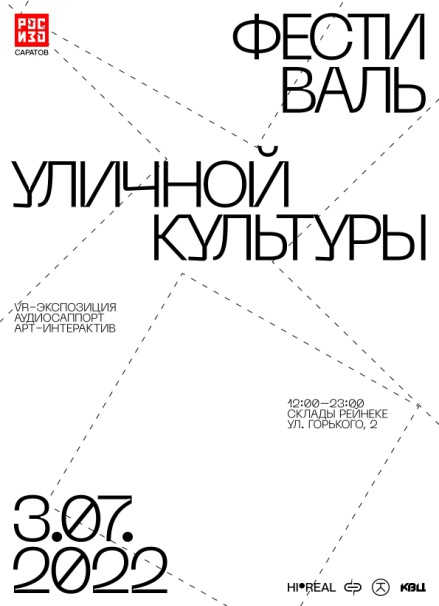 РОС
ИЗО
САРАТОВ
ФЕСТИ
ВАЛЬ
УЛИЧНОЙ
КУЛЬТУРЫ
VR-ЭКСПОЗИЦИЯ
АУДИОСАППОРТ
АРТ-ИНТЕРАКТИВ
12:00—23:00
СКЛАДЫ РЕЙНЕКЕ
УЛ. ГОРЬКОГО, 2
3.07.
2022
HI•REAL
КВЦ